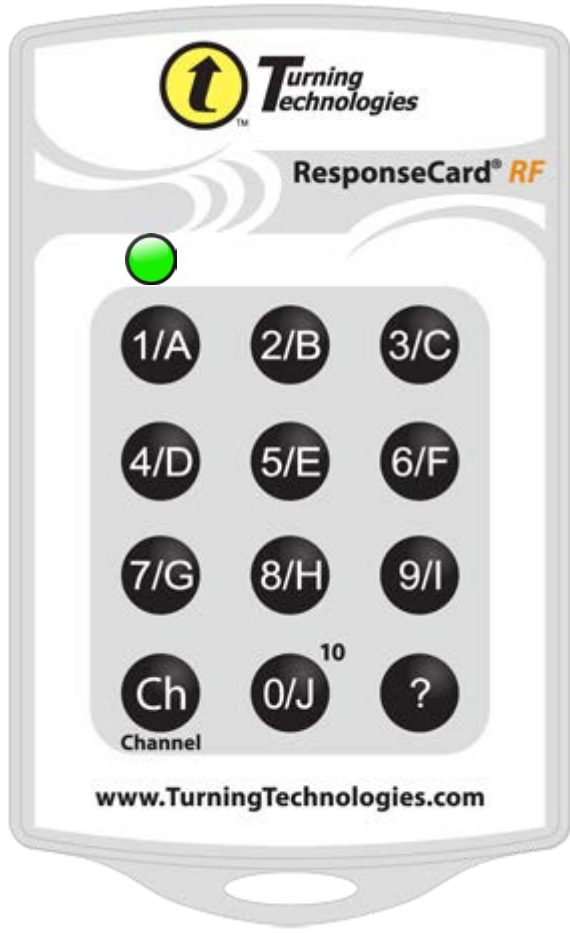 t
Turning
Technologies
TM
ResponseCard® RF
1/A 2/B 3/C
4/D 5/E 6/F
7/G 8/H 9/I
10
Ch 0/J ?
Channel
www.TurningTechnologies.com